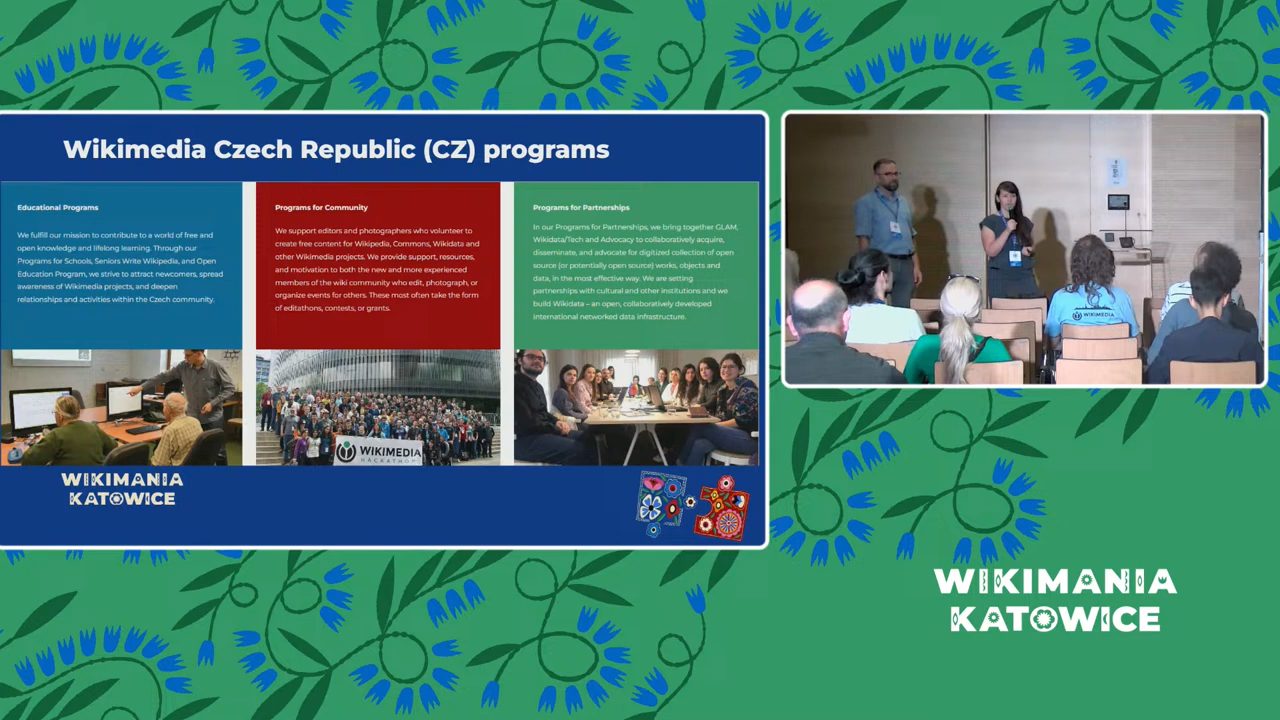 Wikimedia Czech Republic (CZ) programs
Educational Programs
We fulfill our mission to contribute to a world of free and
open knowledge and lifelong learning. Through our
Programs for Schools, Seniors Write Wikipedia, and Open
Education Program, we strive to attract newcomers, spread
awareness of Wikimedia projects, and deepen
relationships and activities within the Czech community.
Programs for Community
We support editors and photographers who volunteer to
create free content for Wikipedia, Commons, Wikidata and
other Wikimedia projects. We provide support, resources,
and motivation to both the new and more experienced
members of the wiki community who edit, photograph, or
organize events for others. These most often take the form
of editathons, contests, or grants.
Programs for Partnerships
In our Programs for Partnerships, we bring together GLAM,
Wikidata/Tech and Advocacy to collaboratively acquire,
disseminate, and advocate for digitized collection of open
source (or potentially open source) works, objects and
data, in the most effective way. We are setting
partnerships with cultural and other institutions and we
build Wikidata – an open, collaboratively developed
international networked data infrastructure.
WIKIMEDIA
HACKATHON
WIKIMANIA
KATOWICE
WIKIMEDIA
WIKIMANIA
KATOWICE